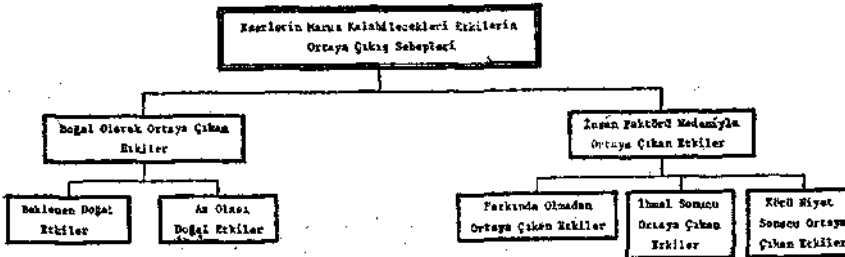 Eserlerin Maruz Kalabilecekleri Etkilerin
Ortaya Çıkış Sebepleri
Doğal Olarak Ortaya Çıkan
Etkiler
İnsan Faktörü Nedeniyle
Ortaya Çıkan Etkiler
Beklenen Doğal
Etkiler
Az Olası
Doğal Etkiler
Farkında Olmadan
Ortaya Çıkan Etkiler
İhmal Sonucu
Ortaya Çıkan
Etkiler
Kötü Niyet
Sonucu Ortaya
Çıkan Etkiler